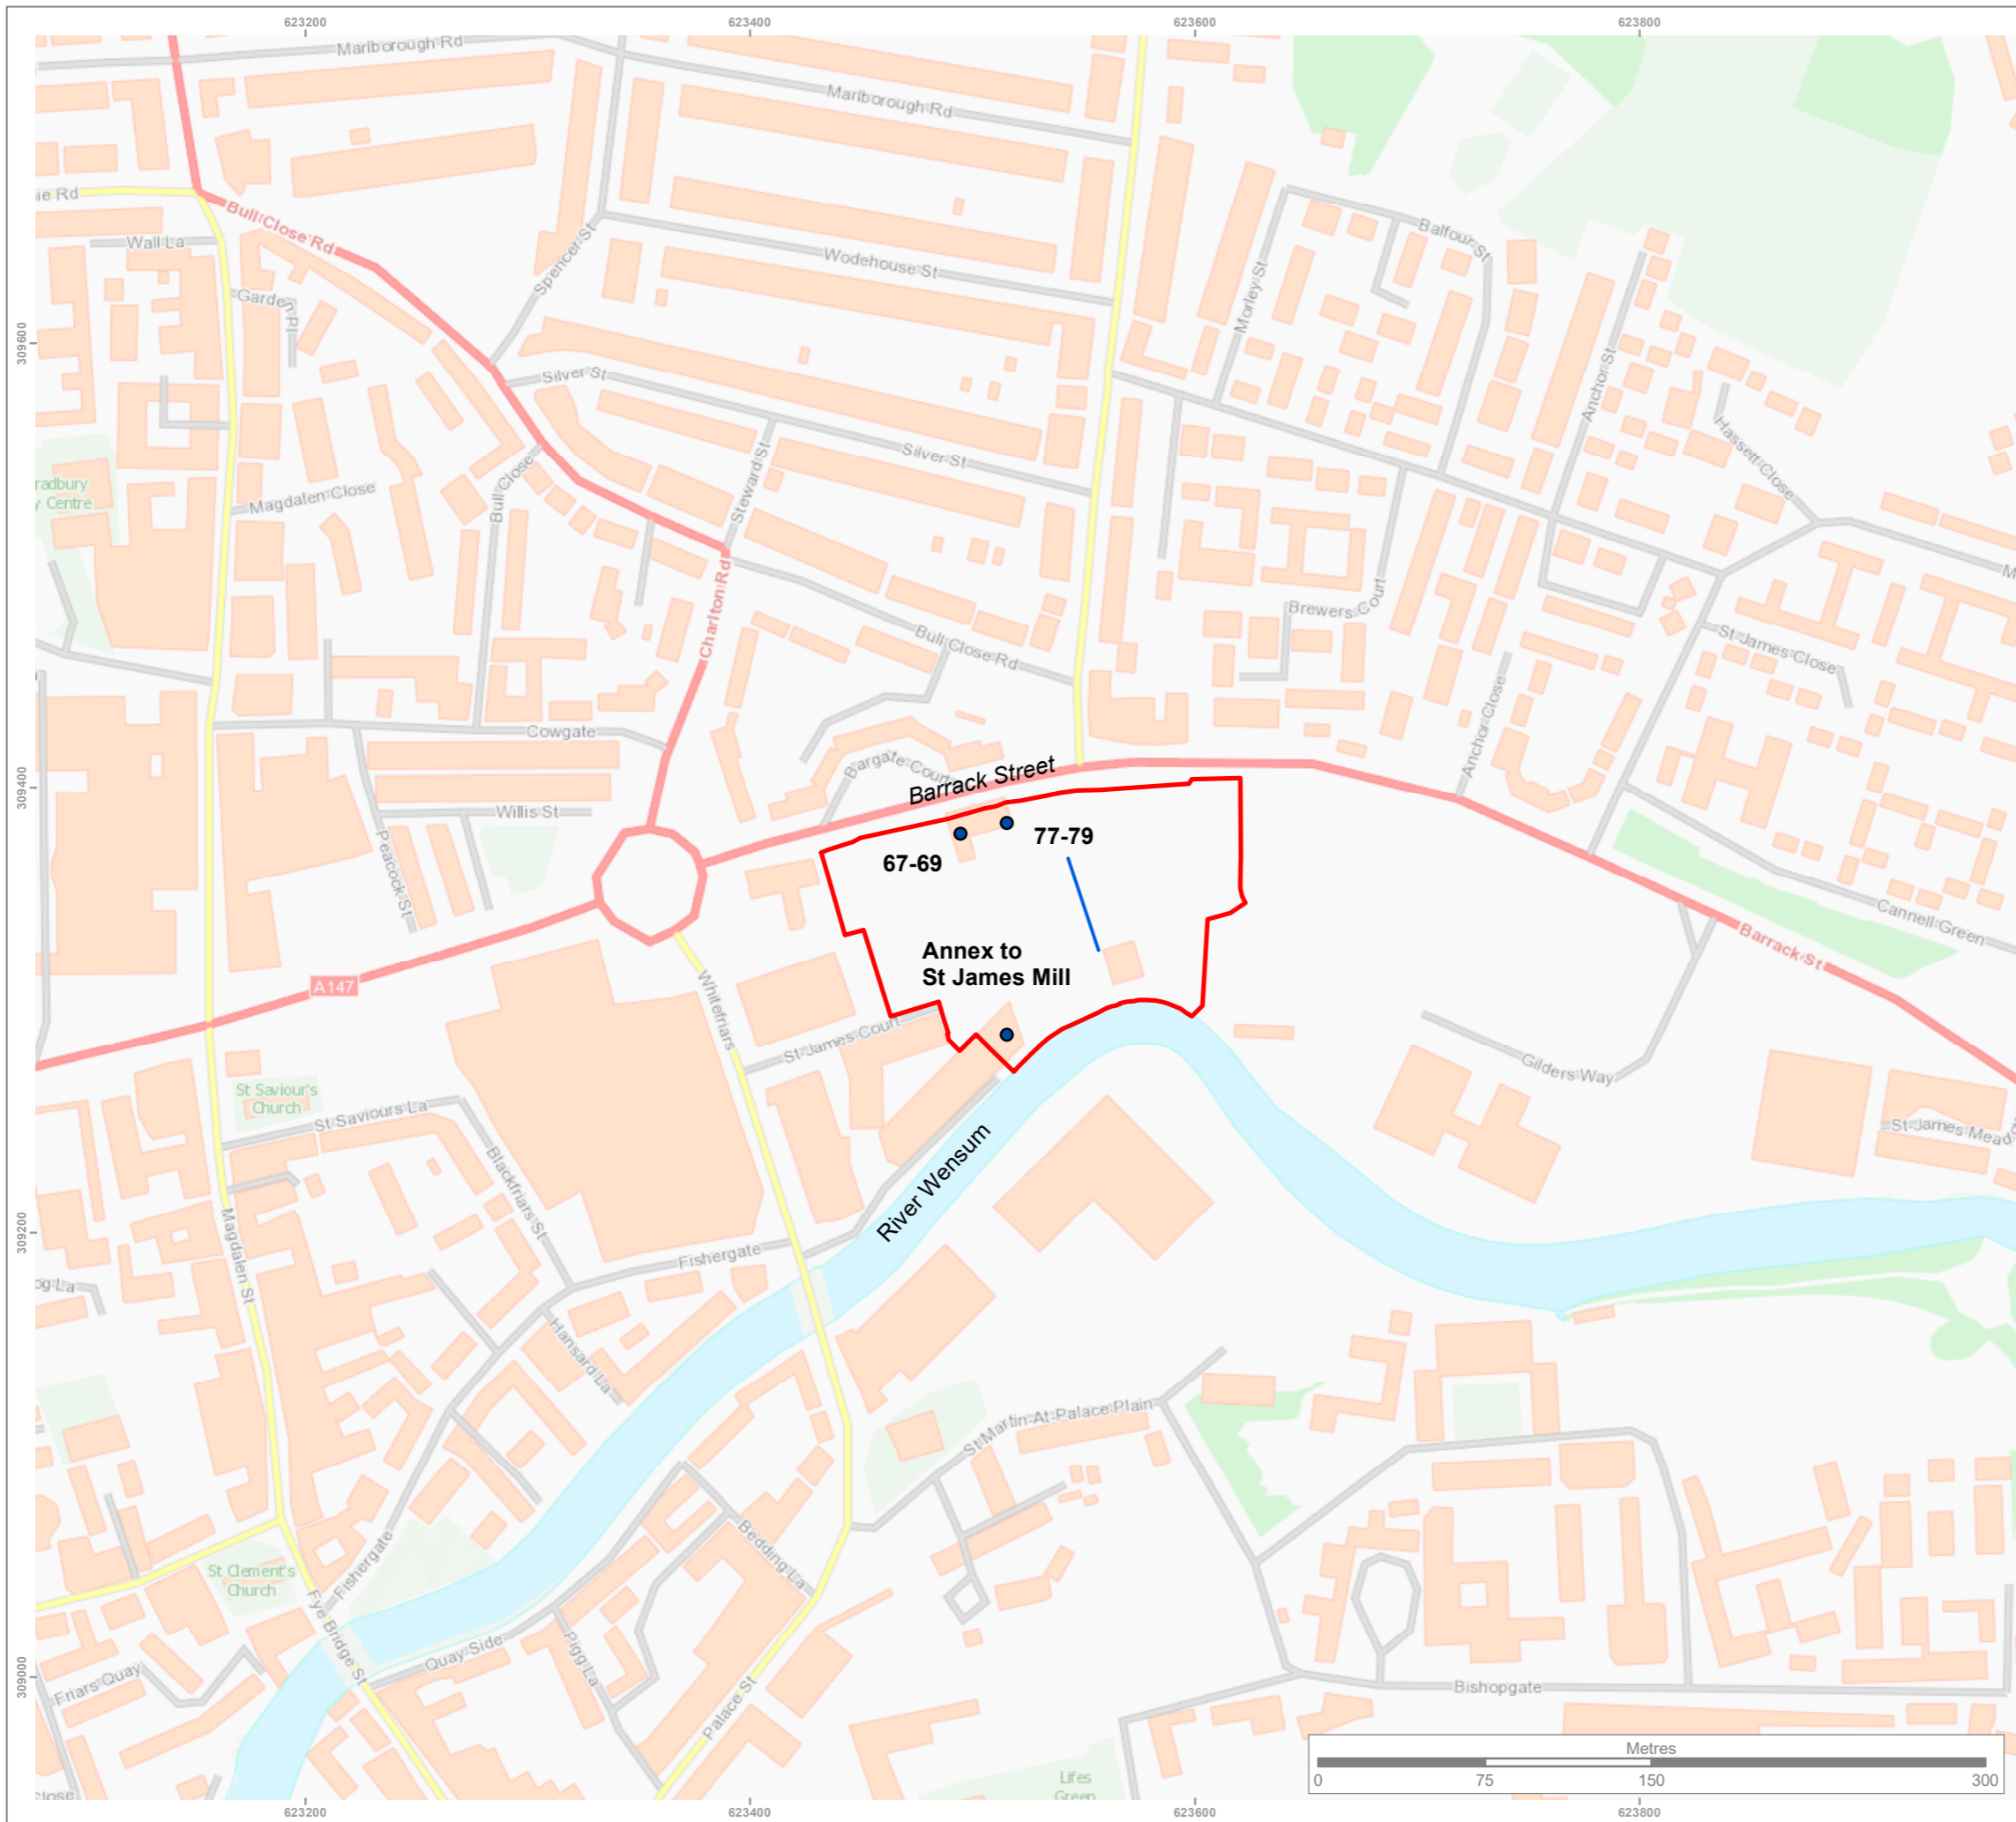 623200
623400
623600
623800
Marlborough Rd
Marlborough Rd
Bull Close Rd
Wall La
Garden Pl
Spencer St
Wodehouse St
Morley St
Balfour St
Silver St
Silver St
Anchor St
Hassett Close
309600
Magdalen Close
Bull Close
Steward St
Centre
Charlton Rd
Bull Close Rd
Brewers Court
St James Close
Cowgate
Anchor Close
Bargate Court
Barrack Street
309400
Willis St
Peacock St
67-69
77-79
Cannell Green
Barrack St
A147
Whitefriars
Annex to
St James Mill
St James Court
Gilders Way
St Saviour's
Church
St Saviours La
Blackfriars St
River Wensum
309200
Magdalen St
Fishergate
Hansard La
St Martin-At-Palace Plain
Bedding La
St Clement's
Church
Fishergate
Fye Bridge St
Quay Side
Pigg La
Friars Quay
Palace St
Bishopgate
309000
Lifes
Green
Metres
0
75
150
300
623200
623400
623600
623800